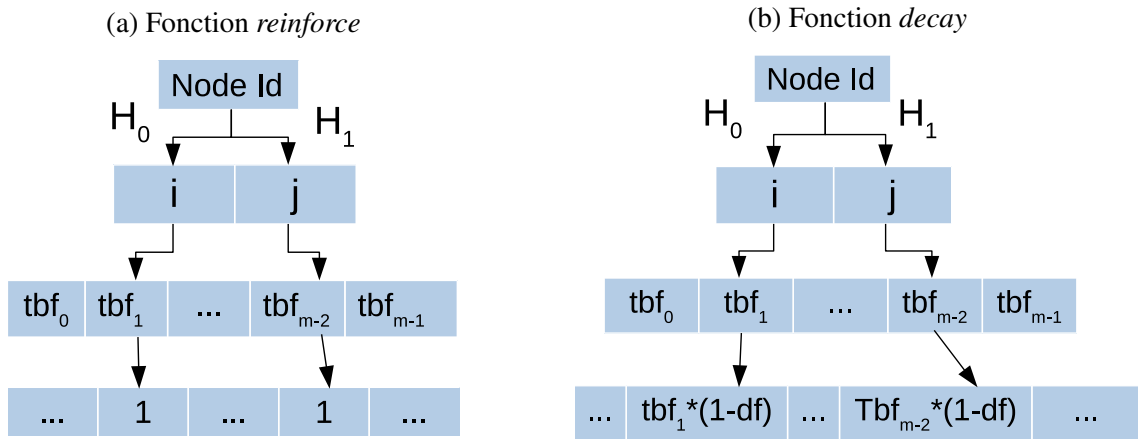 (a) Fonction reinforce
Node Id
H0
H1
i
j
tbf0
tbf1
...
tbfm-2
tbfm-1
...
1
...
1
...
(b) Fonction decay
Node Id
H0
H1
i
j
tbf0
tbf1
...
tbfm-2
tbfm-1
...
tbf1*(1-df)
...
Tbfm-2*(1-df)
...